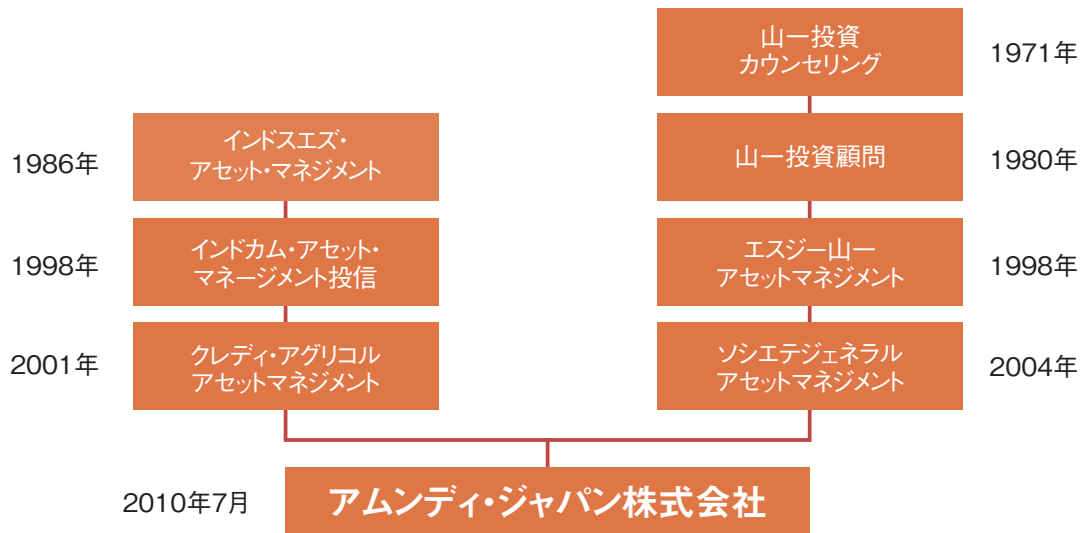 山一投資
カウンセリング
1971年
インドスエズ・
アセット・マネジメント
1986年
山一投資顧問
1980年
インドカム・アセット・
マネージメント投信
1998年
エスジー山一
アセットマネジメント
1998年
クレディ・アグリコル
アセットマネジメント
2001年
ソシエテジェネラル
アセットマネジメント
2004年
2010年7月
アムンディ・ジャパン株式会社